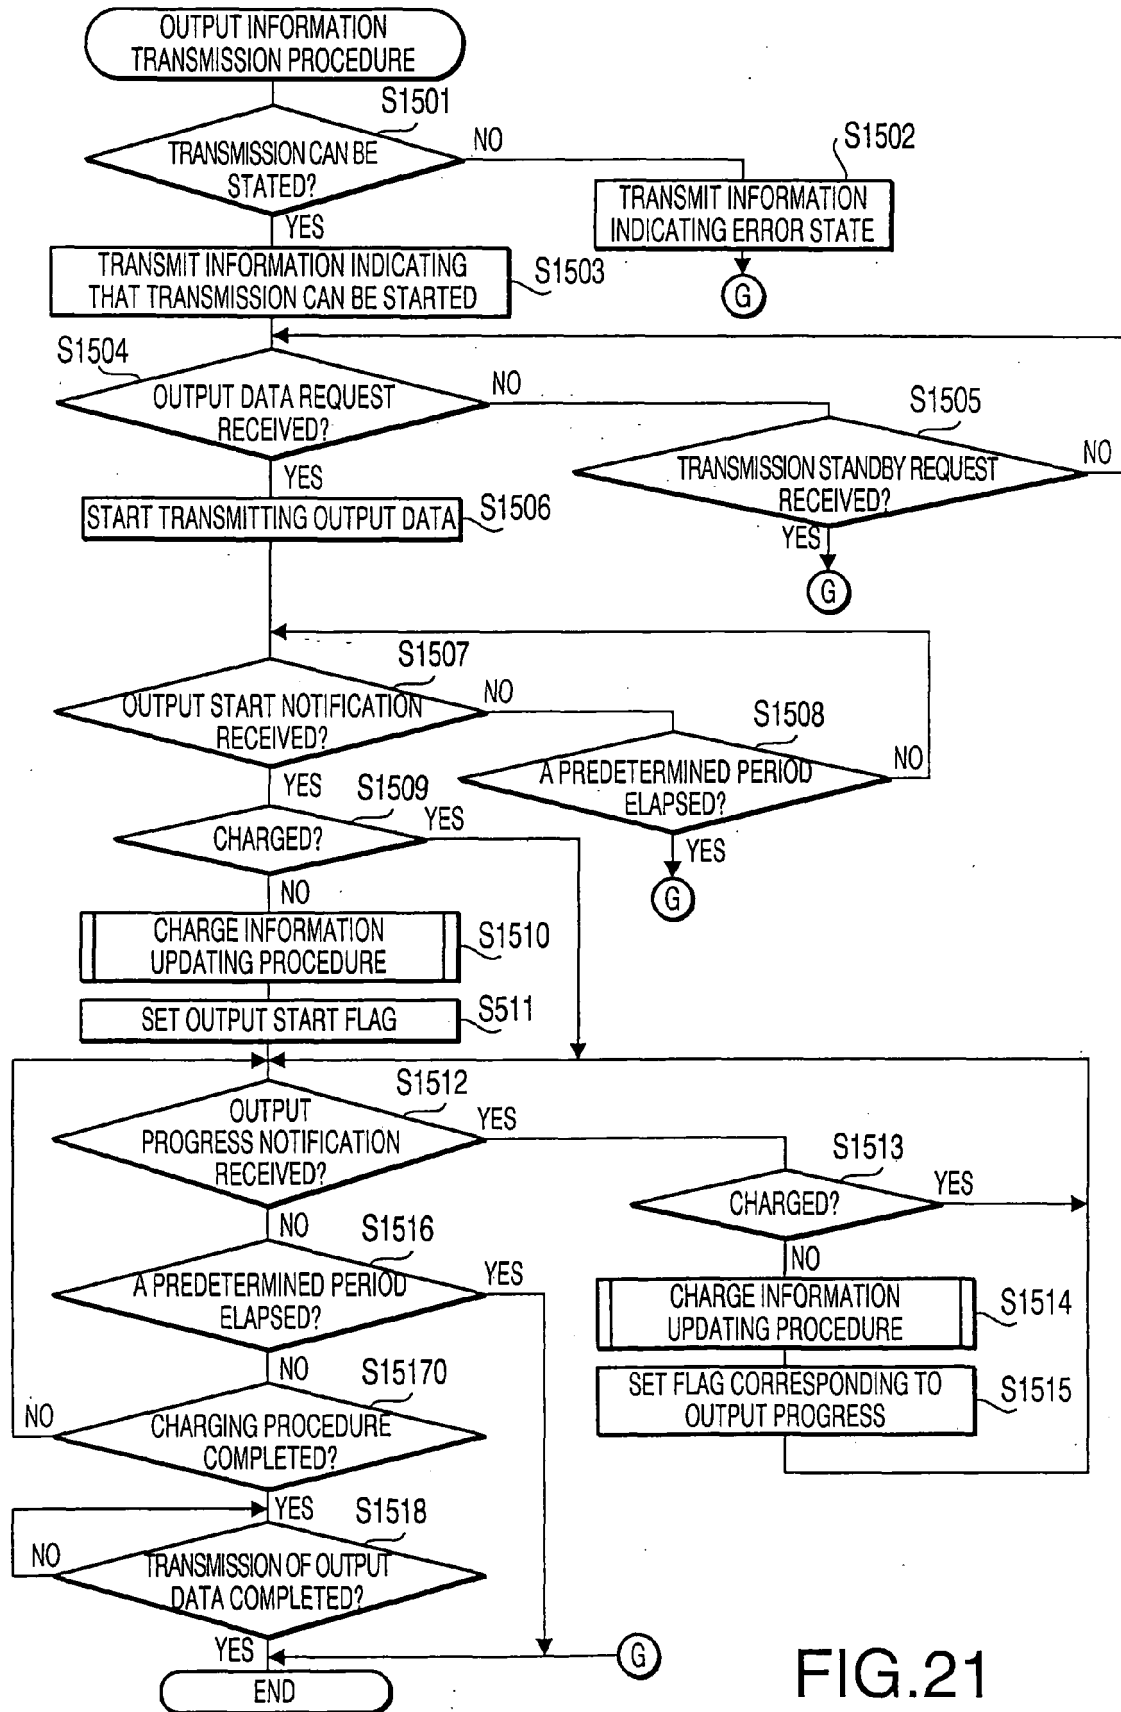 OUTPUT INFORMATION
TRANSMISSION PROCEDURE
S1501
TRANSMISSION CAN BE
STATED?
NO
YES
S1502
TRANSMIT INFORMATION
INDICATING ERROR STATE
G
TRANSMIT INFORMATION INDICATING
THAT TRANSMISSION CAN BE STARTED
S1503
S1504
OUTPUT DATA REQUEST
RECEIVED?
NO
YES
S1505
TRANSMISSION STANDBY REQUEST
RECEIVED?
NO
YES
G
START TRANSMITTING OUTPUT DATA
S1506
S1507
OUTPUT START NOTIFICATION
RECEIVED?
NO
YES
S1508
A PREDETERMINED PERIOD
ELAPSED?
NO
YES
G
S1509
CHARGED?
YES
NO
CHARGE INFORMATION
UPDATING PROCEDURE
S1510
SET OUTPUT START FLAG
S511
S1512
OUTPUT
PROGRESS NOTIFICATION
RECEIVED?
YES
NO
S1513
CHARGED?
YES
NO
CHARGE INFORMATION
UPDATING PROCEDURE
S1514
SET FLAG CORRESPONDING TO
OUTPUT PROGRESS
S1515
S1516
A PREDETERMINED PERIOD
ELAPSED?
YES
NO
S15170
CHARGING PROCEDURE
COMPLETED?
NO
YES
S1518
TRANSMISSION OF OUTPUT
DATA COMPLETED?
NO
YES
G
END
FIG.21